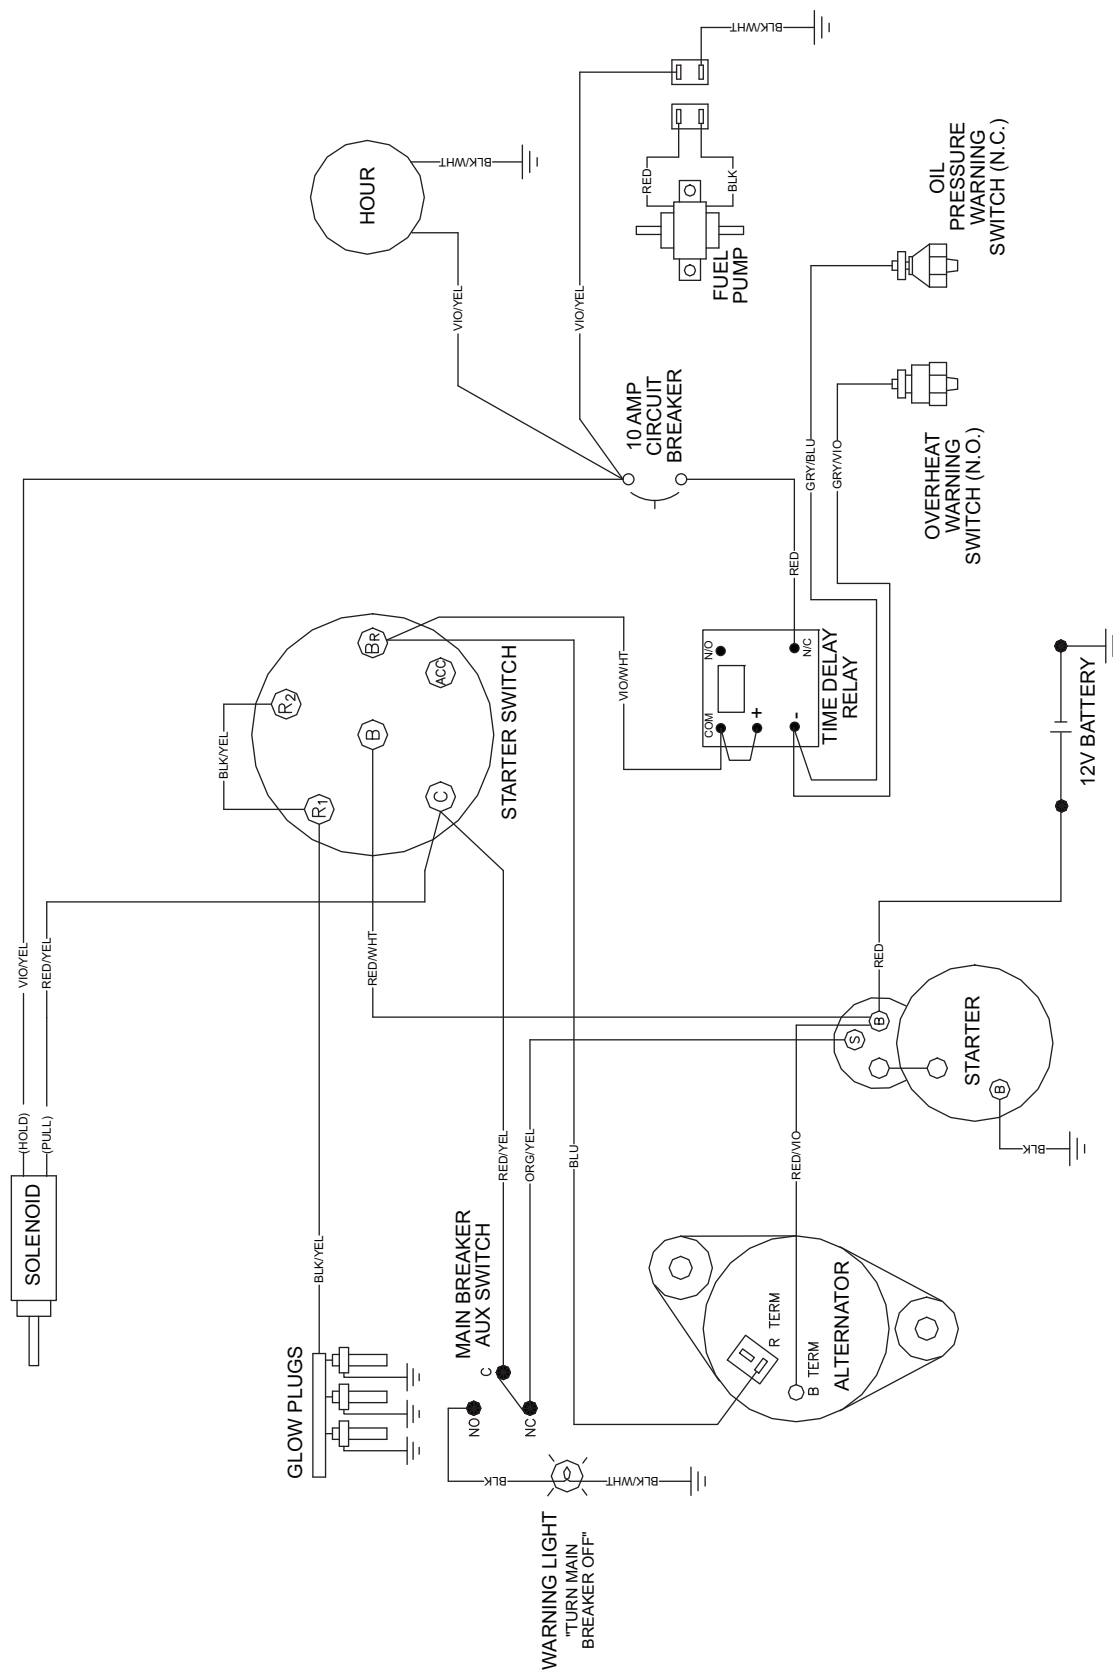 SOLENOID
(HOLD)
(PULL)
VIO/YEL
RED/YEL
GLOW PLUGS
BLK/YEL
BLK/YEL
R1
R2
B
BR
C
ACC
STARTER SWITCH
RED/WHT
HOUR
VIO/YEL
BLK/WHT
MAIN BREAKER
AUX SWITCH
C
NO
NC
RED/YEL
ORG/YEL
BLU
BLK
BLK/WHT
WARNING LIGHT
"TURN MAIN
BREAKER OFF"
VIO/YEL
BLK/WHT
RED
BLK
FUEL
PUMP
10 AMP
CIRCUIT
BREAKER
VIO/WHT
RED
COM
N/O
+
-
N/C
TIME DELAY
RELAY
GRY/BLU
GRY/VIO
OIL
PRESSURE
WARNING
SWITCH (N.C.)
OVERHEAT
WARNING
SWITCH (N.O.)
R TERM
B TERM
ALTERNATOR
RED/VIO
S
B
B
STARTER
BLK
RED
12V BATTERY